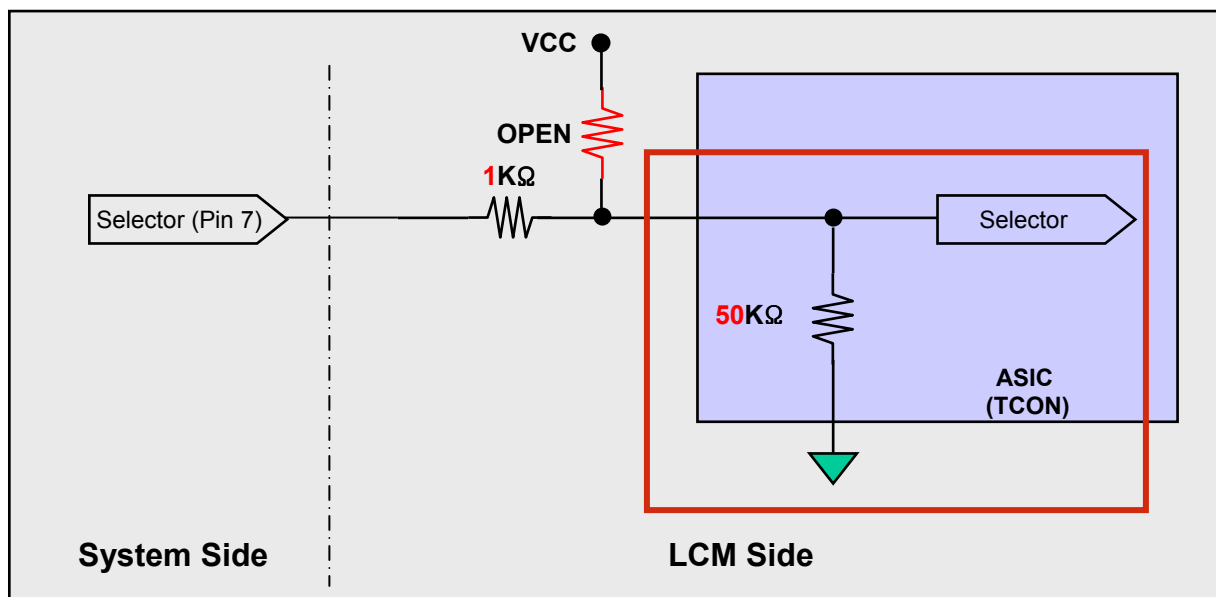 VCC
OPEN
1KΩ
Selector (Pin 7)
Selector
50KΩ
ASIC
(TCON)
System Side
LCM Side